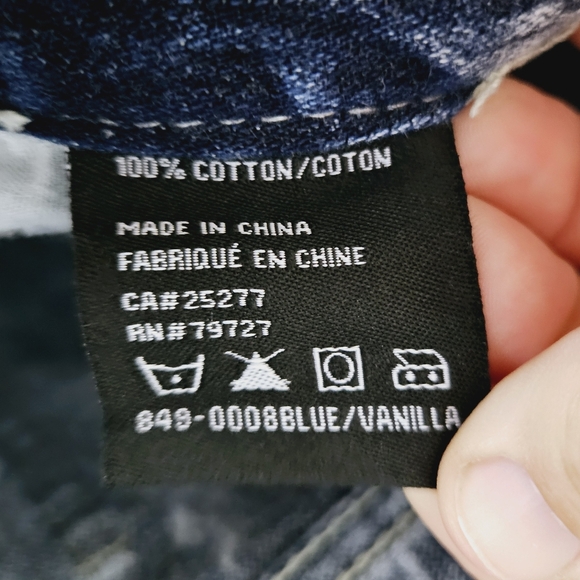 100% COTTON/COTON
MADE IN CHINA
FABRIQUÉ EN CHINE
CA#25277
RN#79727
849-0008BLUE/VANILLA